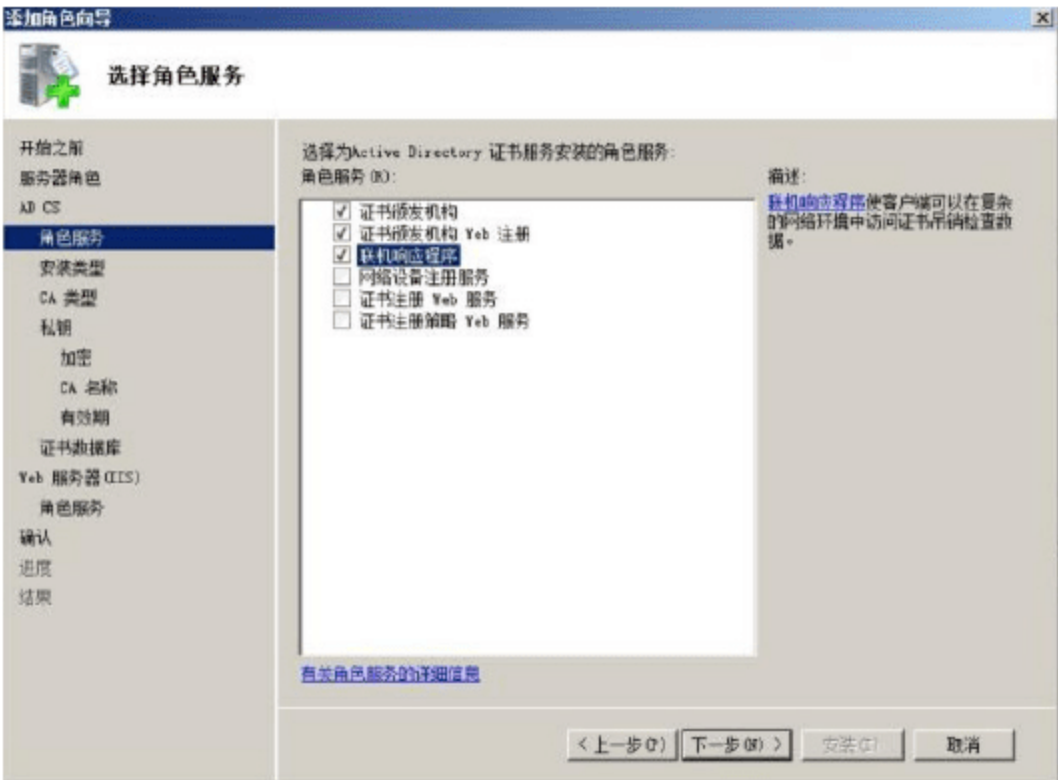 添加角色向导
选择角色服务
开始之前
服务器角色
AD CS
角色服务
安装类型
CA 类型
私钥
加密
CA 名称
有效期
证书数据库
Web 服务器(IIS)
角色服务
确认
进度
结果
选择为Active Directory 证书服务安装的角色服务:
角色服务(R):
证书颁发机构
证书颁发机构 Web 注册
联机响应程序
网络设备注册服务
证书注册 Web 服务
证书注册策略 Web 服务
有关角色服务的详细信息
描述:
联机响应程序使客户端可以在复杂
的网络环境中访问证书吊销检查数
据。
< 上一步(P)
下一步(N) >
安装(I)
取消